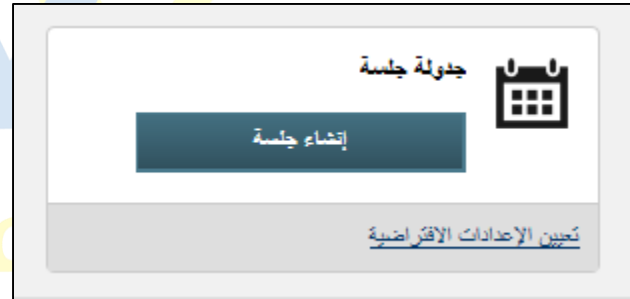 جدولة جلسة
إنشاء جلسة
تعيين الإعدادات الافتراضية